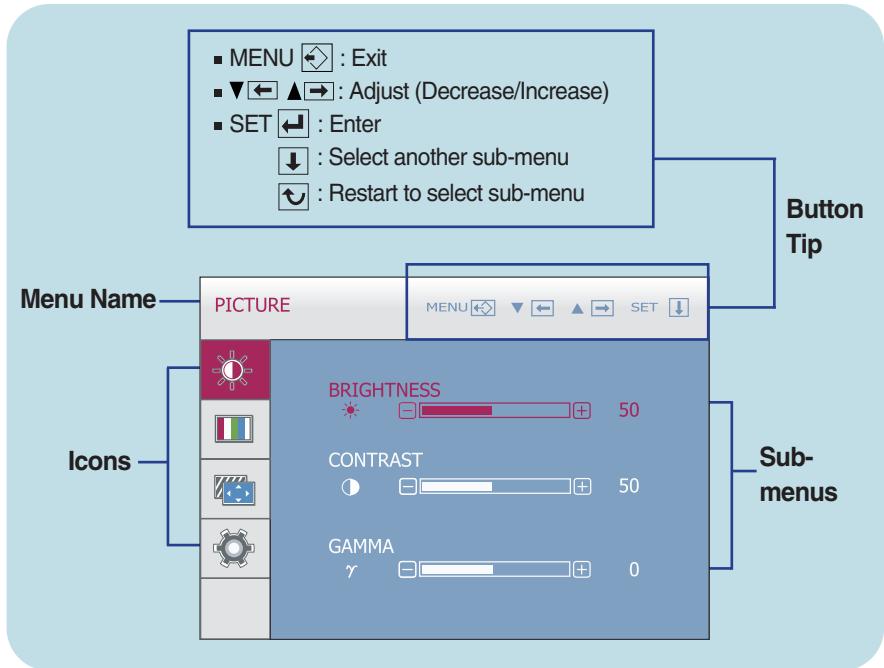 MENU : Exit
▼ ▲ : Adjust (Decrease/Increase)
SET : Enter
: Select another sub-menu
: Restart to select sub-menu
Button
Tip
Menu Name
PICTURE
MENU ▼ ▲ SET
BRIGHTNESS
50
Icons
CONTRAST
50
Sub-
menus
GAMMA
γ 0